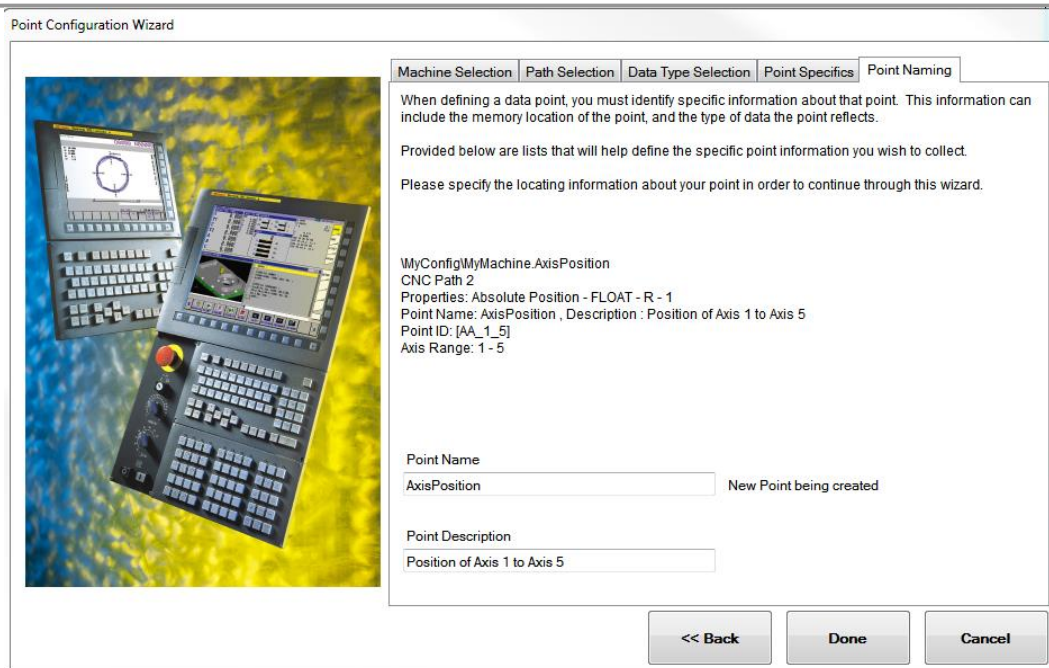 Point Configuration Wizard
Machine Selection Path Selection Data Type Selection Point Specifics Point Naming
When defining a data point, you must identify specific information about that point. This information can
include the memory location of the point, and the type of data the point reflects.
Provided below are lists that will help define the specific point information you wish to collect.
Please specify the locating information about your point in order to continue through this wizard.
\MyConfig\MyMachine.AxisPosition
CNC Path 2
Properties: Absolute Position - FLOAT - R - 1
Point Name: AxisPosition , Description : Position of Axis 1 to Axis 5
Point ID: [AA_1_5]
Axis Range: 1 - 5
Point Name
AxisPosition New Point being created
Point Description
Position of Axis 1 to Axis 5
<< Back Done Cancel